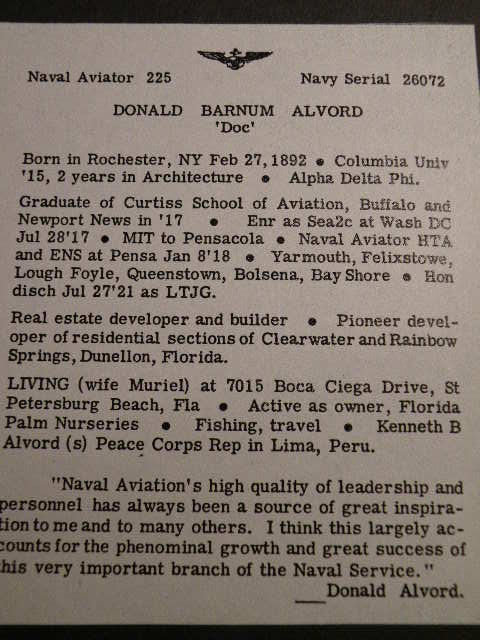 Naval Aviator 225 Navy Serial 26072
DONALD BARNUM ALVORD
'Doc'
Born in Rochester, NY Feb 27, 1892 ● Columbia Univ
'15, 2 years in Architecture ● Alpha Delta Phi.
Graduate of Curtiss School of Aviation, Buffalo and
Newport News in '17 ● Enr as Sea2c at Wash DC
Jul 28'17 ● MIT to Pensacola ● Naval Aviator HTA
and ENS at Pensa Jan 8'18 ● Yarmouth, Felixstowe,
Lough Foyle, Queenstown, Bolsena, Bay Shore ● Hon
disch Jul 27'21 as LTJG.
Real estate developer and builder ● Pioneer devel-
oper of residential sections of Clearwater and Rainbow
Springs, Dunellon, Florida.
LIVING (wife Muriel) at 7015 Boca Ciega Drive, St
Petersburg Beach, Fla ● Active as owner, Florida
Palm Nurseries ● Fishing, travel ● Kenneth B
Alvord (s) Peace Corps Rep in Lima, Peru.
"Naval Aviation's high quality of leadership and
personnel has always been a source of great inspira-
tion to me and to many others. I think this largely ac-
counts for the phenominal growth and great success of
this very important branch of the Naval Service."
__Donald Alvord.